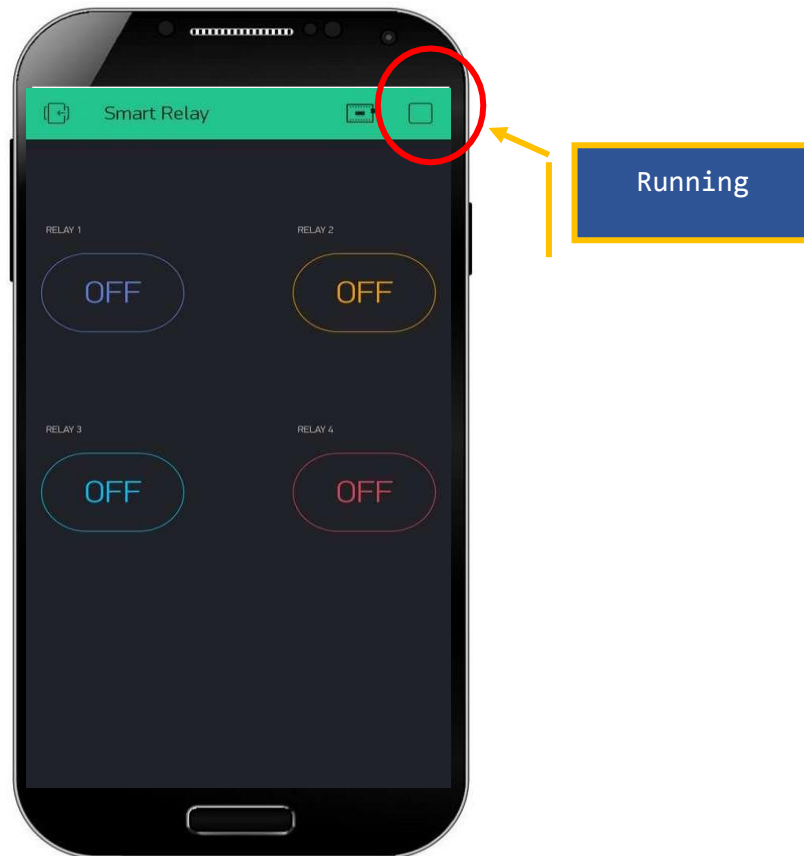 Smart Relay
Running
RELAY 1
RELAY 2
OFF
OFF
RELAY 3
RELAY 4
OFF
OFF